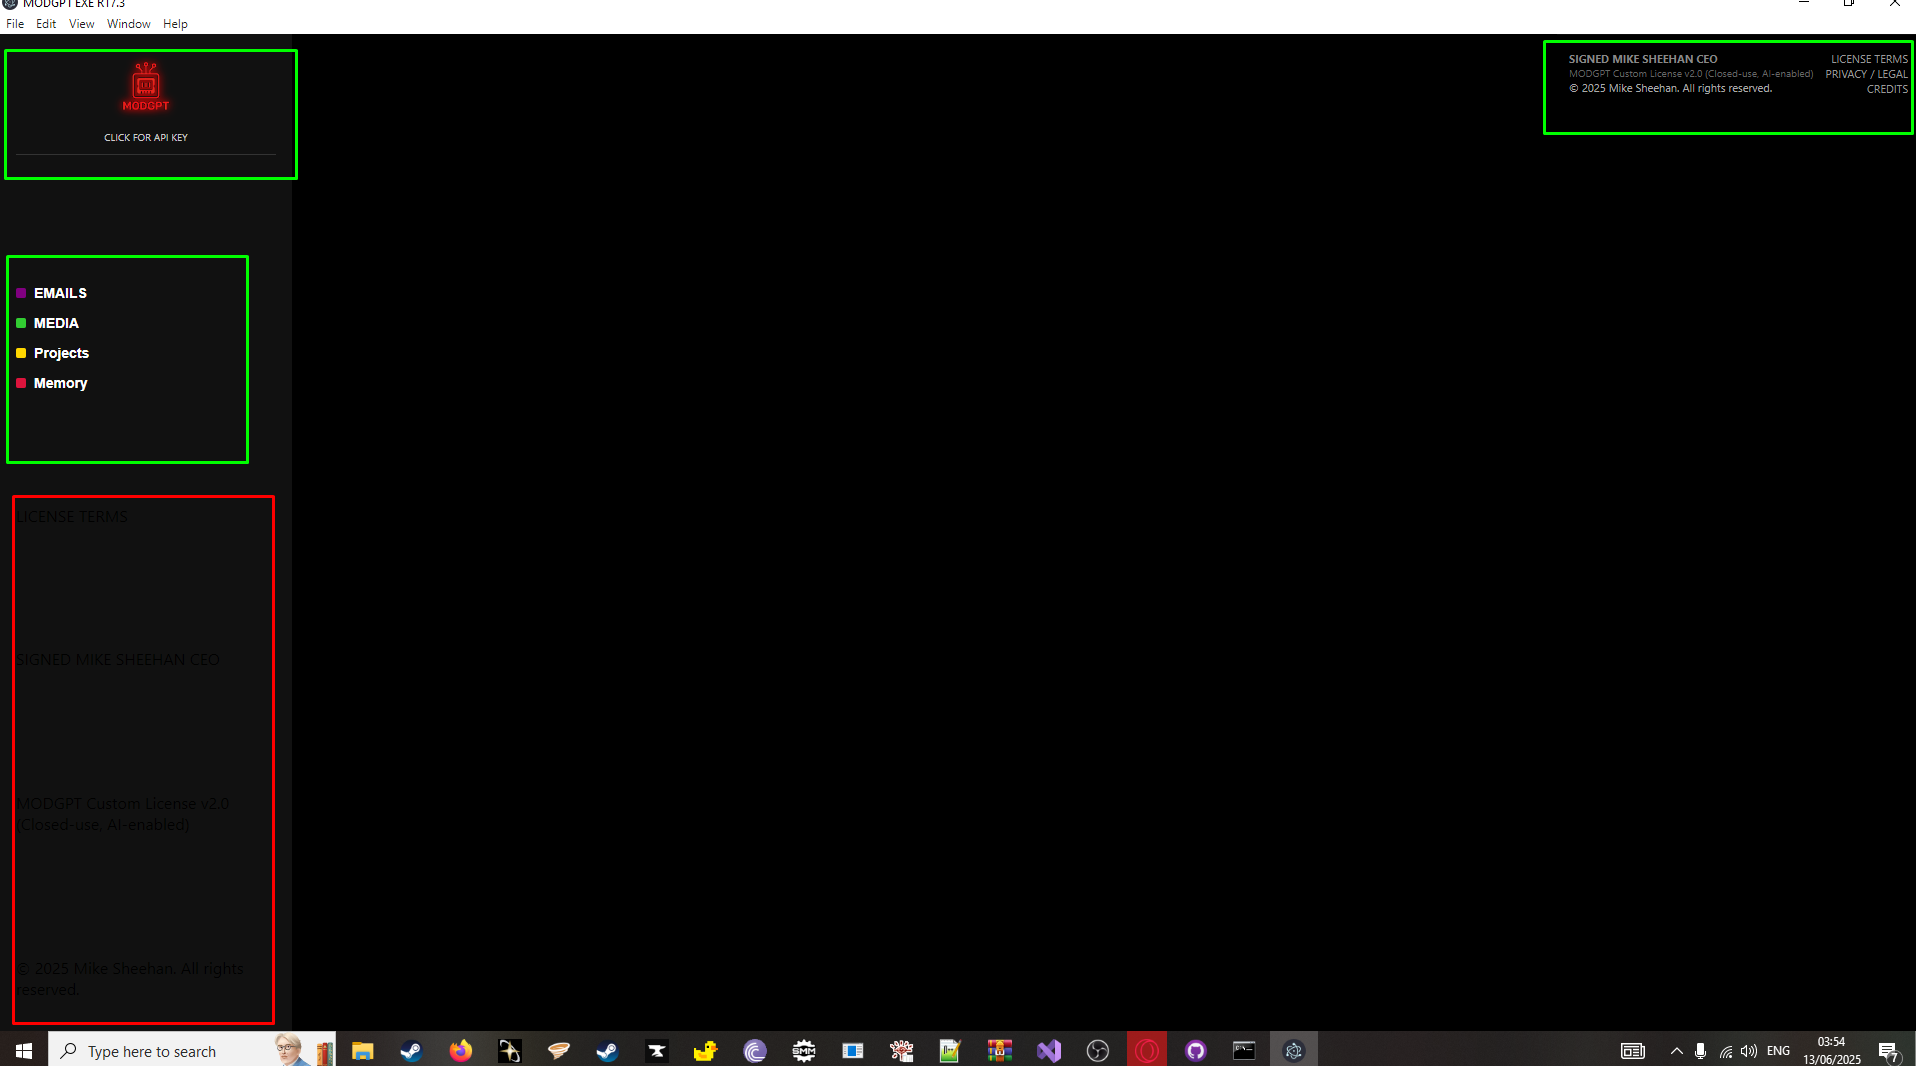 MODGPT EXE R17.3
File Edit View Window Help
MODGPT
CLICK FOR API KEY
SIGNED MIKE SHEEHAN CEO
MODGPT Custom License v2.0 (Closed-use, AI-enabled)
© 2025 Mike Sheehan. All rights reserved.
LICENSE TERMS
PRIVACY / LEGAL
CREDITS
EMAILS
MEDIA
Projects
Memory
LICENSE TERMS
SIGNED MIKE SHEEHAN CEO
MODGPT Custom License v2.0
(Closed-use, AI-enabled)
© 2025 Mike Sheehan. All rights
reserved.
Type here to search
SMM
ENG
03:54
13/06/2025
7